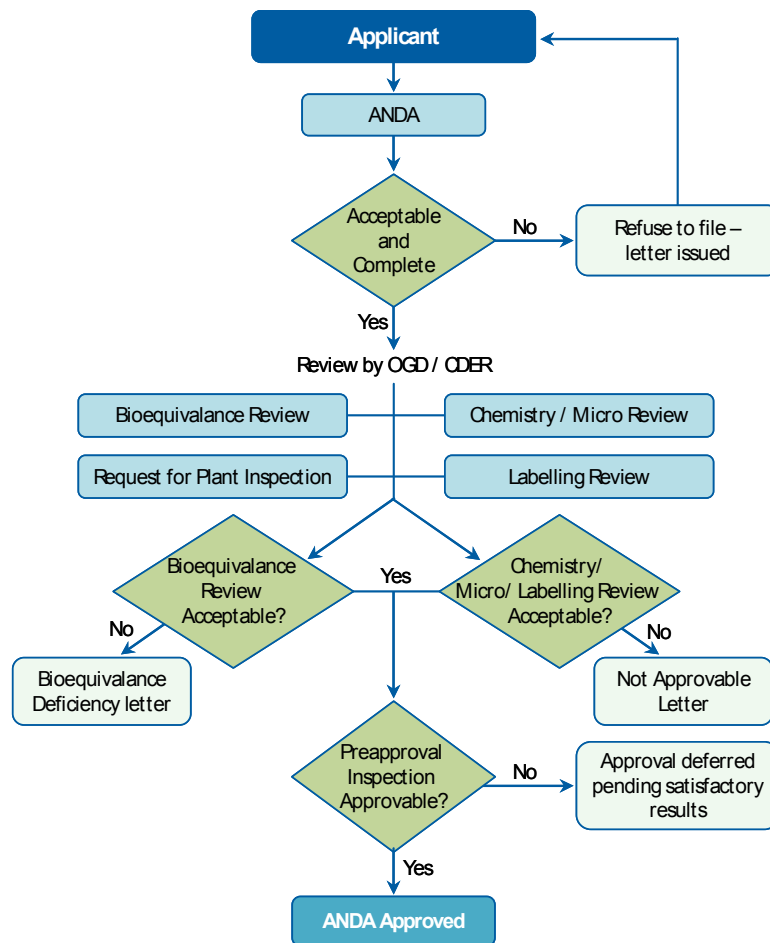 Applicant
ANDA
Acceptable
and
Complete
No
Refuse to file –
letter issued
Yes
Review by OGD / CDER
Bioequivalance Review
Chemistry / Micro Review
Request for Plant Inspection
Labelling Review
Bioequivalance
Review
Acceptable?
Yes
Chemistry/
Micro/ Labelling Review
Acceptable?
No
No
Bioequivalance
Deficiency letter
Not Approvable
Letter
Preapproval
Inspection
Approvable?
No
Approval deferred
pending satisfactory
results
Yes
ANDA Approved